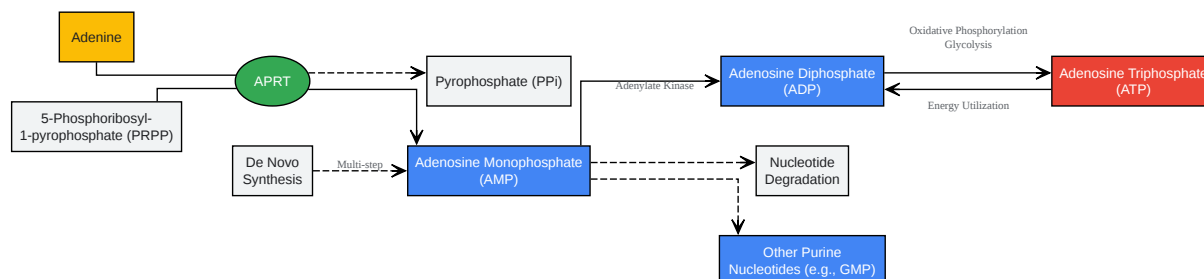 Adenine
5-Phosphoribosyl-
1-pyrophosphate (PRPP)
APRT
Pyrophosphate (PPi)
De Novo
Synthesis
Multi-step
Adenosine Monophosphate
(AMP)
Adenylate Kinase
Adenosine Diphosphate
(ADP)
Oxidative Phosphorylation
Glycolysis
Energy Utilization
Adenosine Triphosphate
(ATP)
Nucleotide
Degradation
Other Purine
Nucleotides (e.g., GMP)